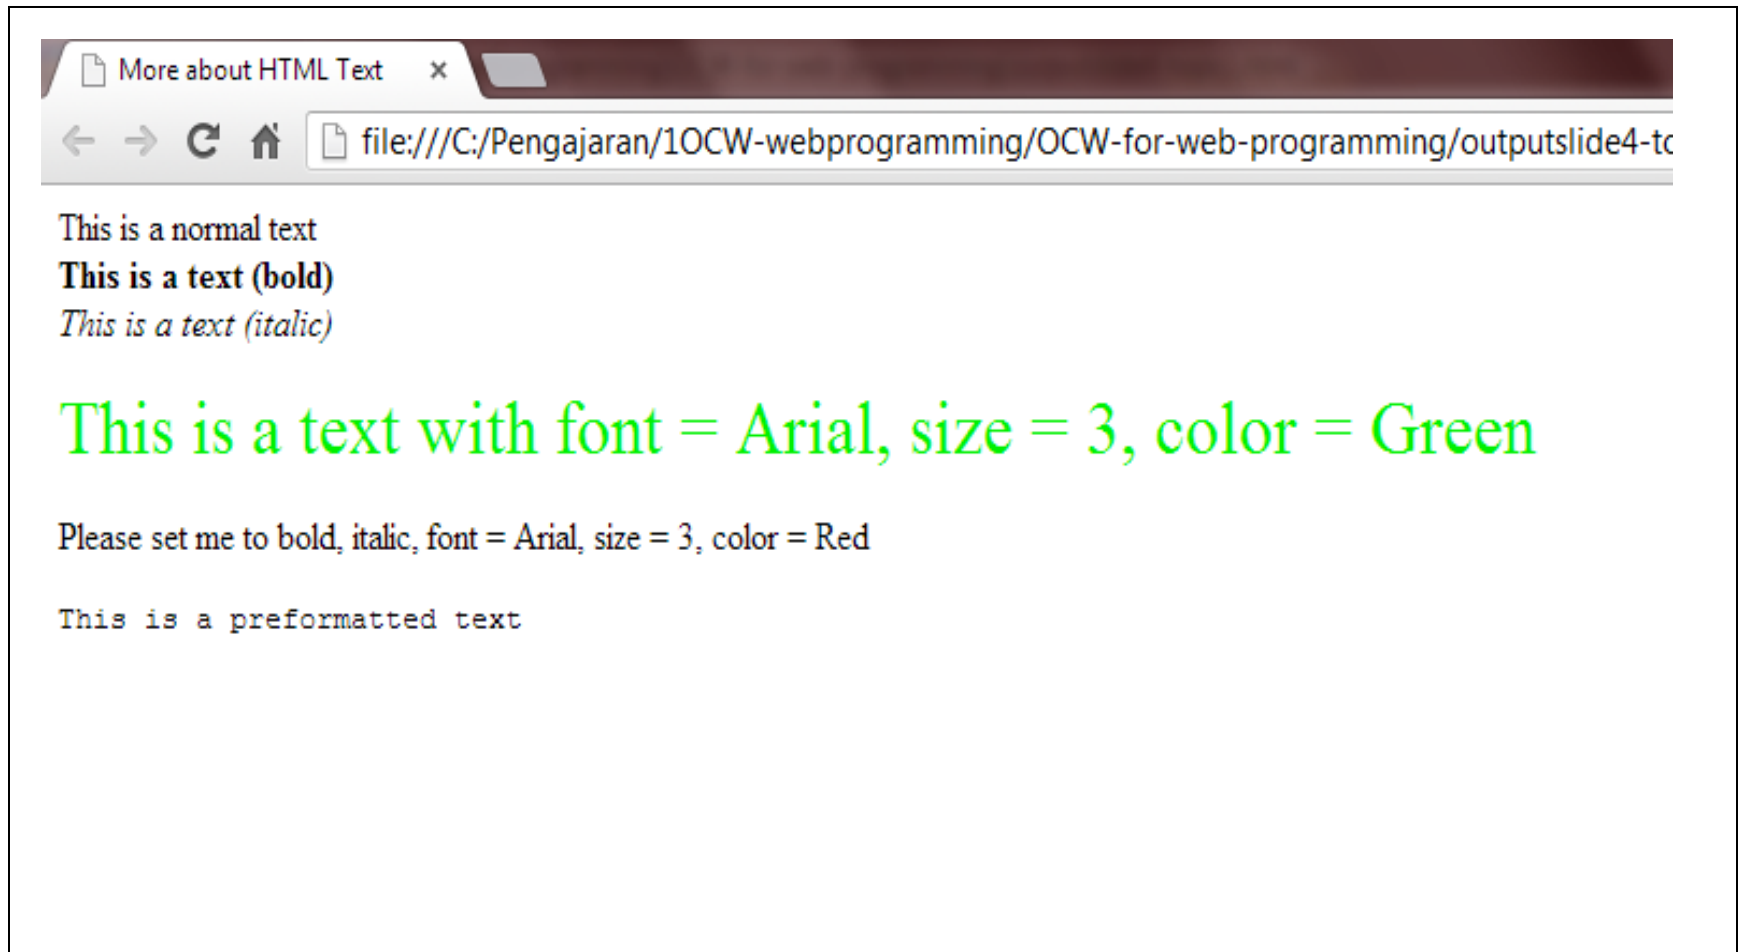 More about HTML Text
file:///C:/Pengajaran/1OCW-webprogramming/OCW-for-web-programming/outputslide4-to
This is a normal text
This is a text (bold)
This is a text (italic)
This is a text with font = Arial, size = 3, color = Green
Please set me to bold, italic, font = Arial, size = 3, color = Red
This is a preformatted text